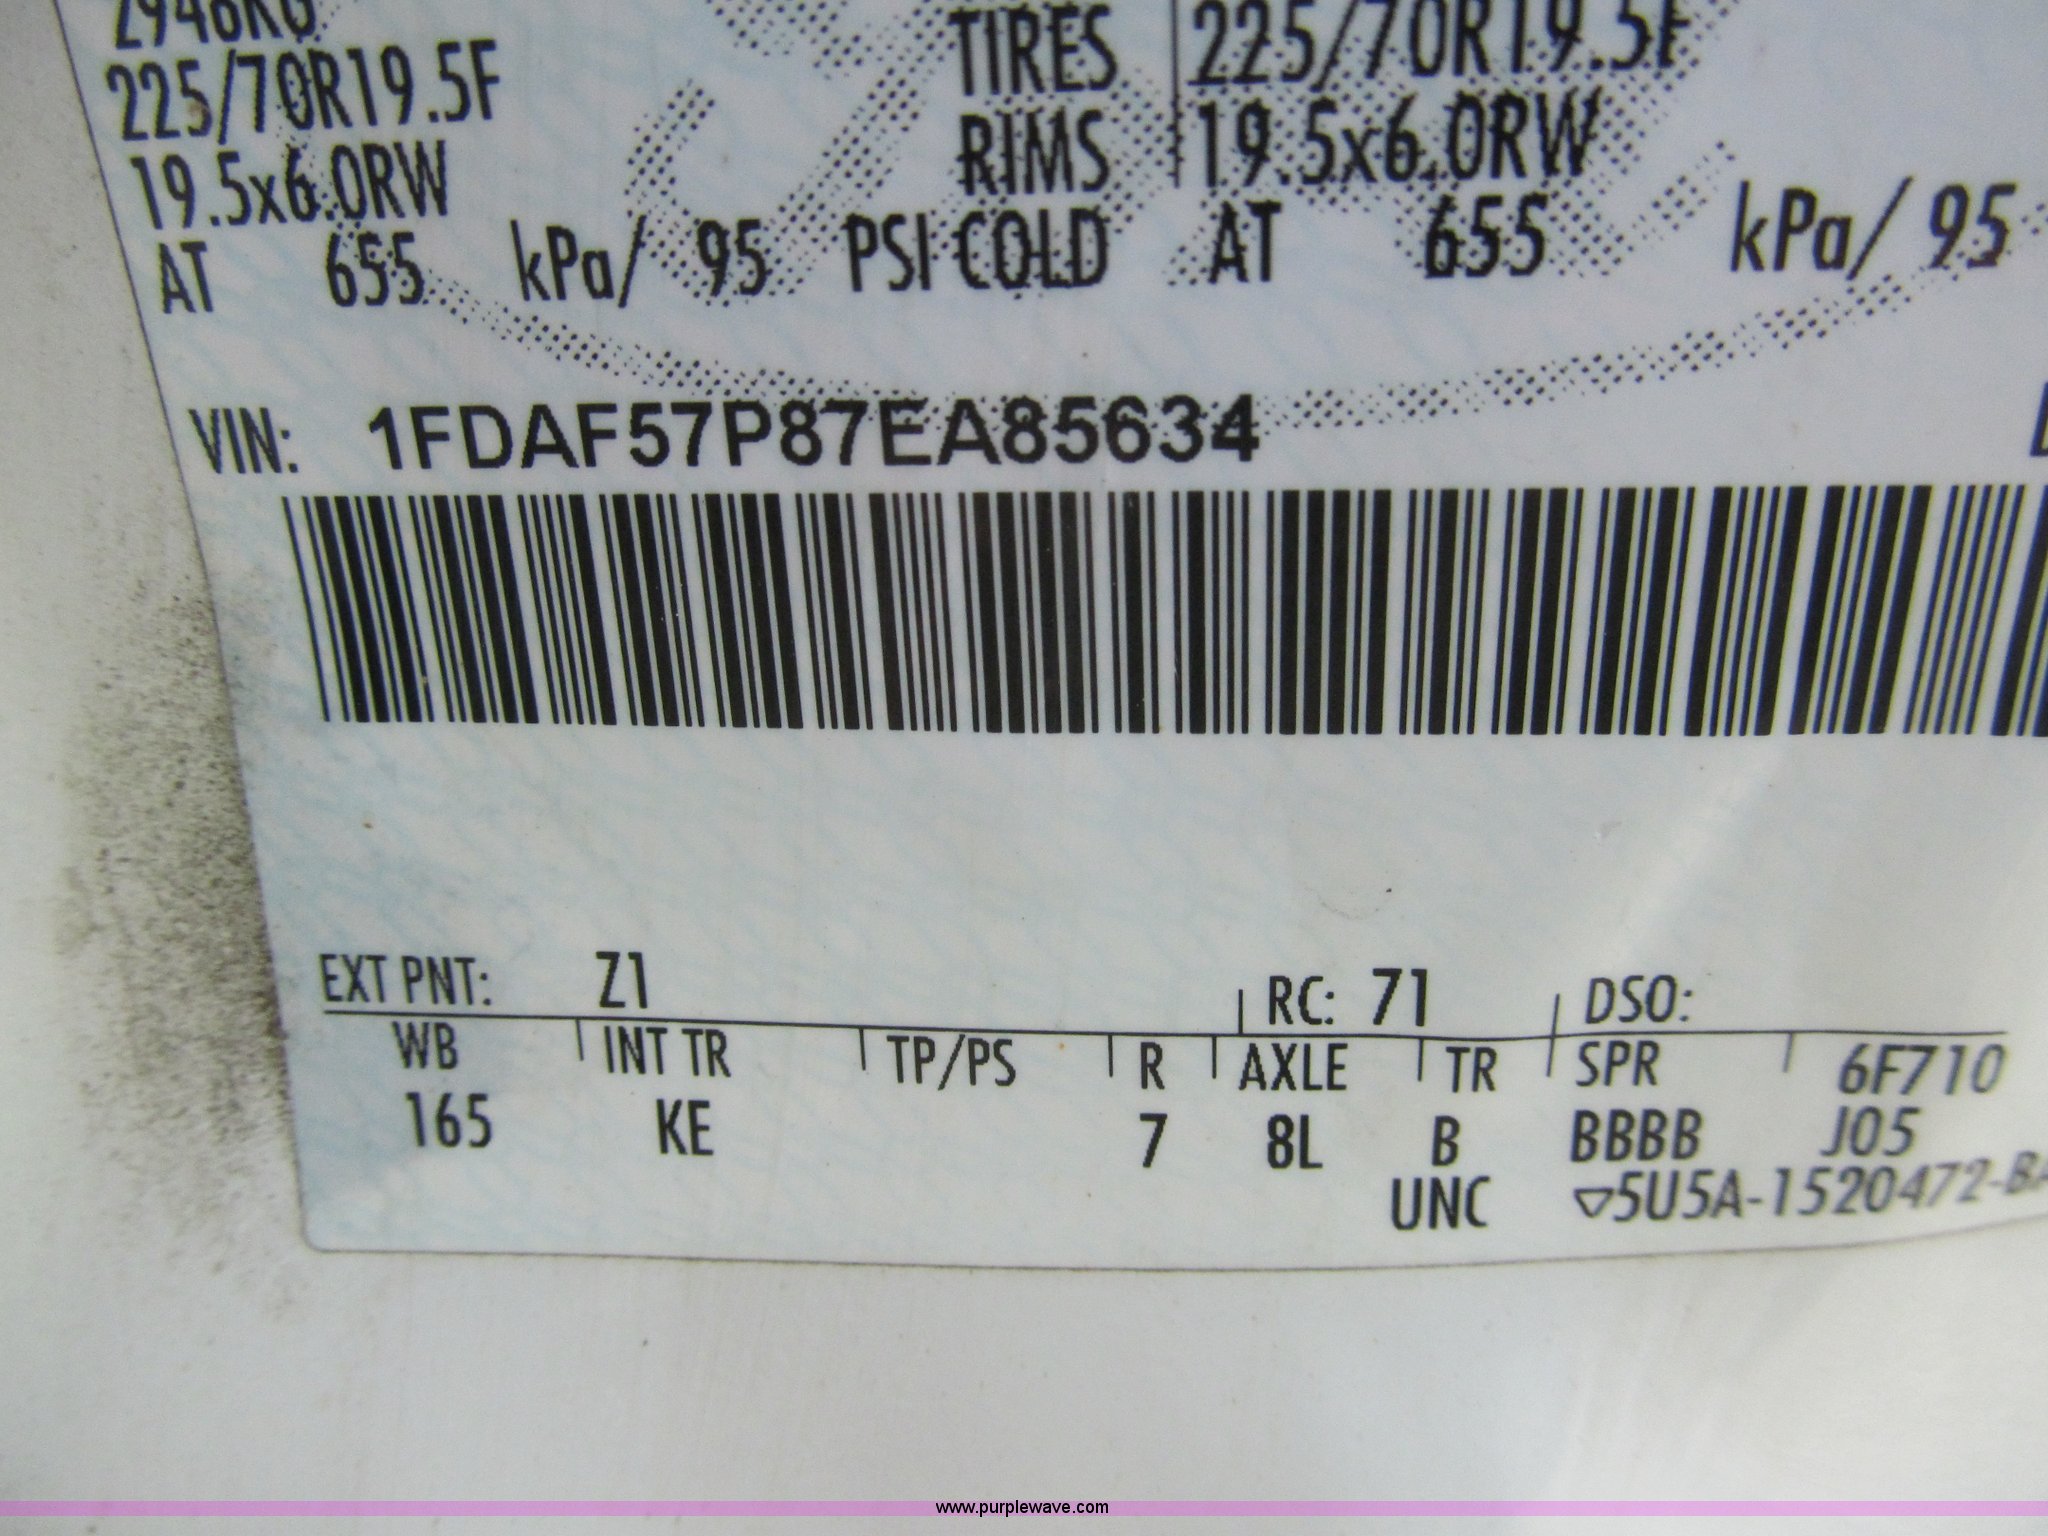 2948KG
225/70R19.5F
19.5x6.0RW
TIRES 225/70R19.5F
RIMS 19.5x6.0RW
AT 655 kPa/ 95 PSI COLD AT 655 kPa/ 95
VIN: 1FDAF57P87EA85634
EXT PNT: Z1 RC: 71 DSO:
WB INT TR TP/PS R AXLE TR SPR 6F710
165 KE 7 8L B BBBB J05
UNC ▽5U5A-1520472-BA
www.purplewave.com